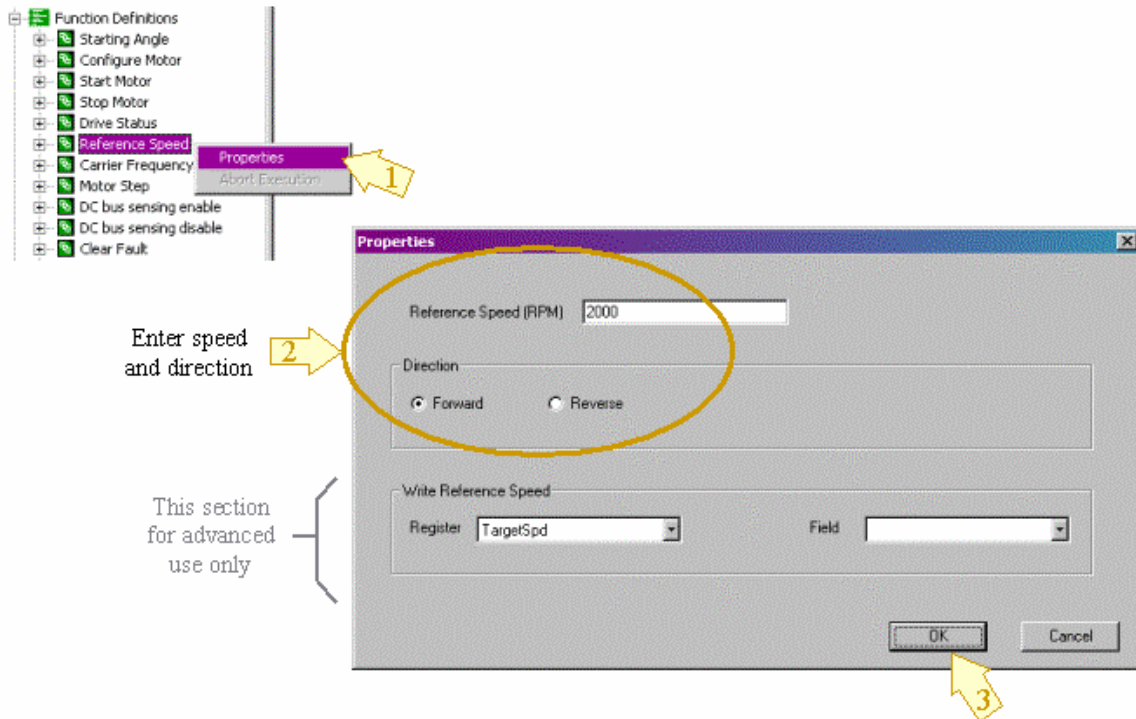 Function Definitions
Starting Angle
Configure Motor
Start Motor
Stop Motor
Drive Status
Reference Speed
Carrier Frequency
Motor Step
DC bus sensing enable
DC bus sensing disable
Clear Fault
Properties
Abort Execution
1
Properties
Reference Speed (RPM) 2000
Enter speed
and direction
2
Direction
Forward Reverse
This section
for advanced
use only
Write Reference Speed
Register TargetSpd Field
OK Cancel
3